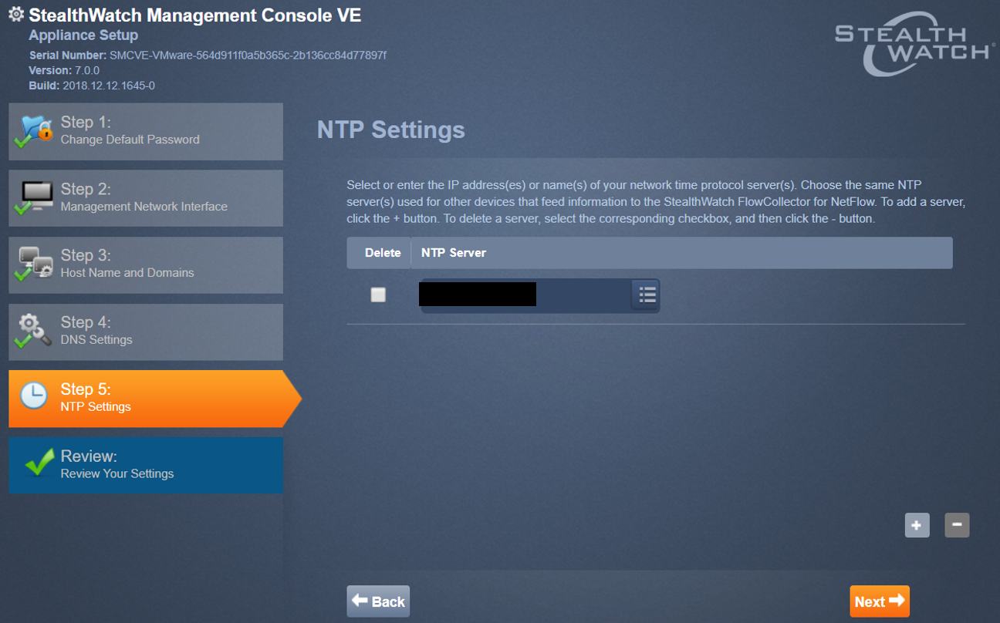 StealthWatch Management Console VE
Appliance Setup
Serial Number: SMCVE-VMware-564d911f0a5b365c-2b136cc84d77897f
Version: 7.0.0
Build: 2018.12.12.1645-0
STEALTH
WATCH
Step 1:
Change Default Password
Step 2:
Management Network Interface
Step 3:
Host Name and Domains
Step 4:
DNS Settings
Step 5:
NTP Settings
Review:
Review Your Settings
NTP Settings
Select or enter the IP address(es) or name(s) of your network time protocol server(s). Choose the same NTP
server(s) used for other devices that feed information to the StealthWatch FlowCollector for NetFlow. To add a server,
click the + button. To delete a server, select the corresponding checkbox, and then click the - button.
Delete NTP Server
Back
Next